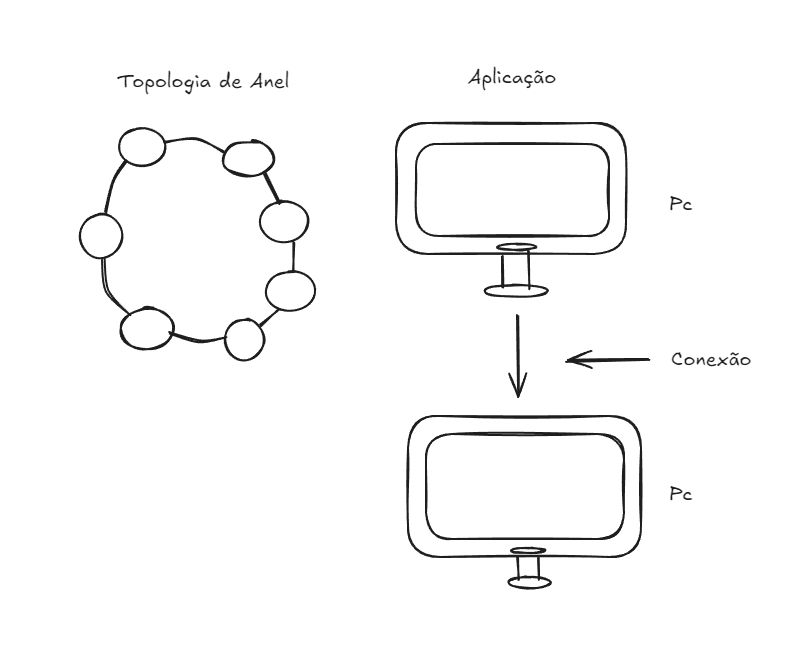 Topologia de Anel
Aplicação
Pc
Conexão
Pc